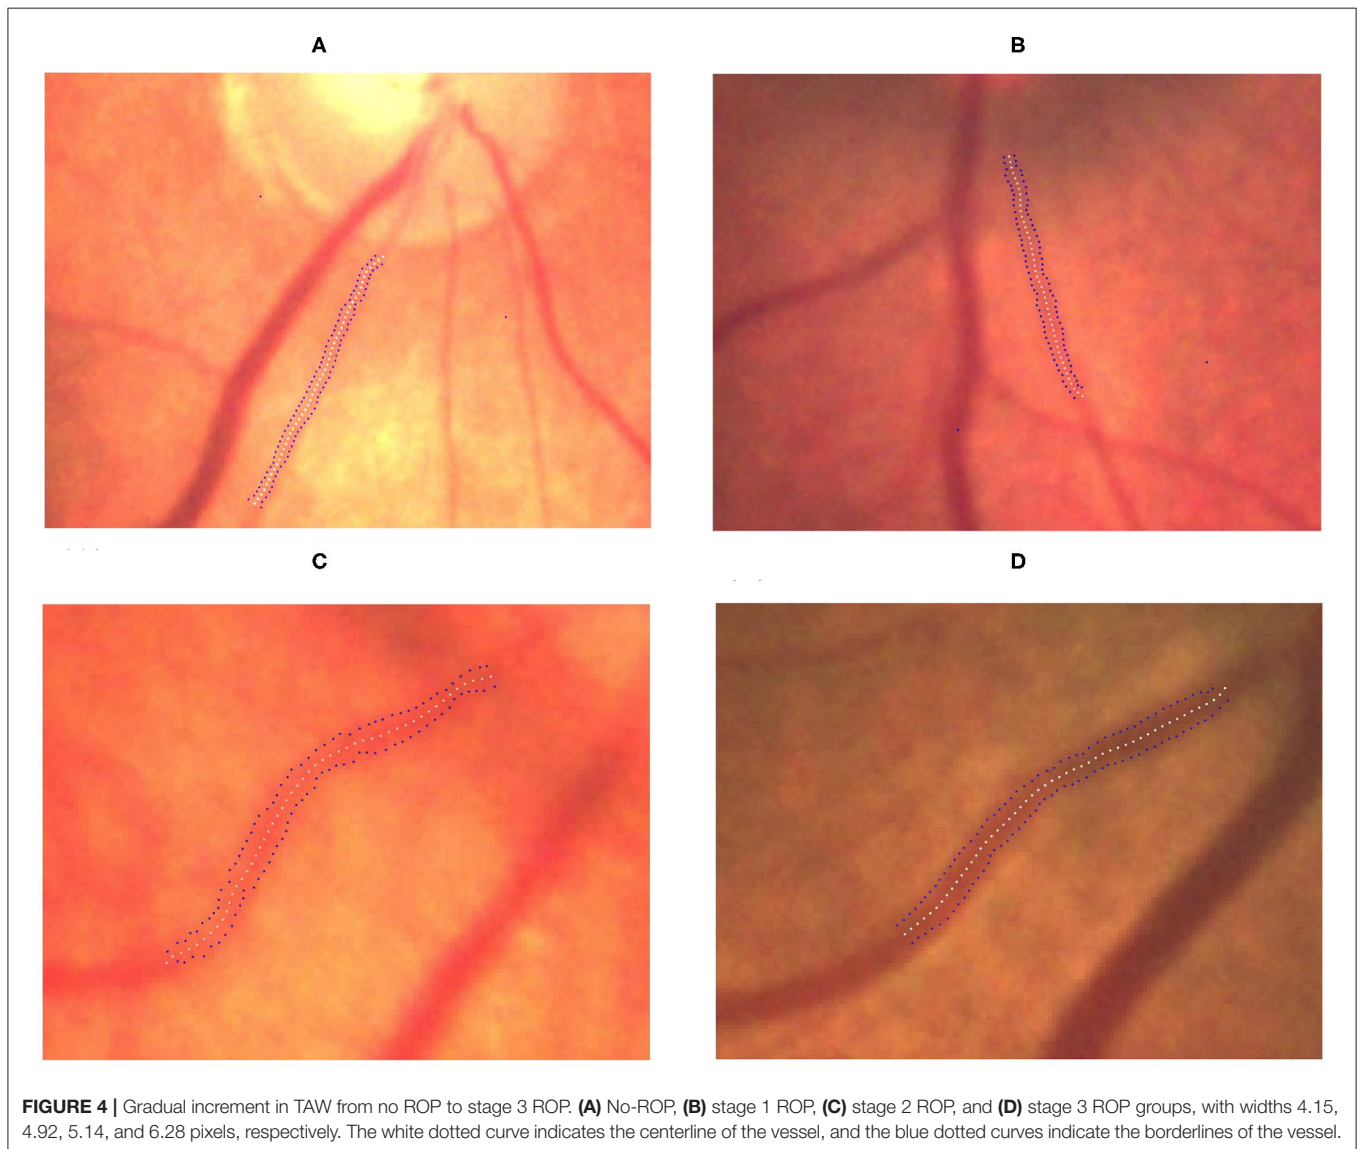 A
B
C
D
FIGURE 4 | Gradual increment in TAW from no ROP to stage 3 ROP. (A) No-ROP, (B) stage 1 ROP, (C) stage 2 ROP, and (D) stage 3 ROP groups, with widths 4.15,
4.92, 5.14, and 6.28 pixels, respectively. The white dotted curve indicates the centerline of the vessel, and the blue dotted curves indicate the borderlines of the vessel.